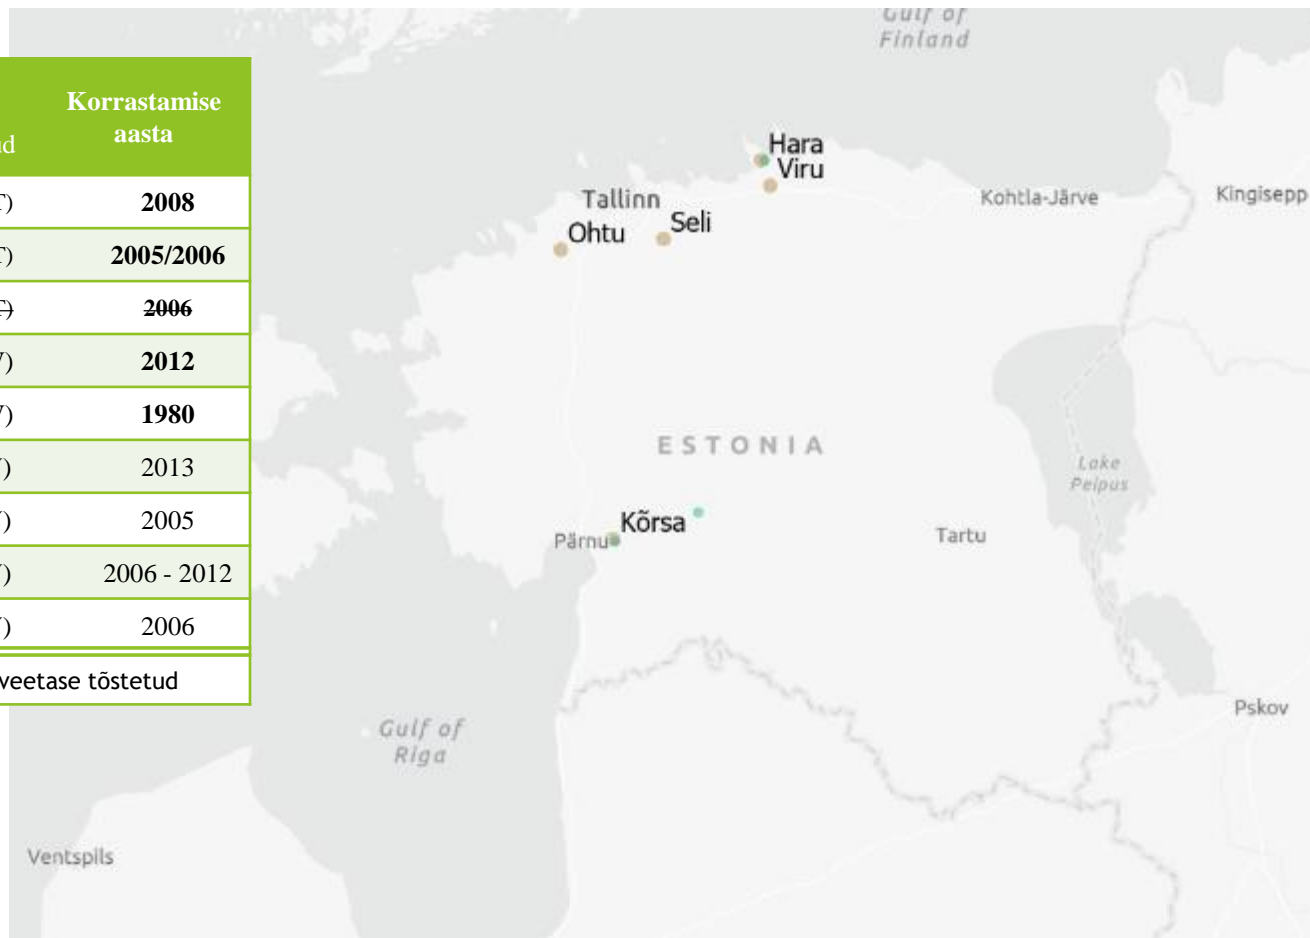 Gulf of
Finland
Korrastamise
aasta
ud
T)
2008
T)
2005/2006
T)
2006
V)
2012
V)
1980
V)
2013
V)
2005
V)
2006 - 2012
V)
2006
veetase tõstetud
Hara
Viru
Tallinn
Kohtla-Järve
Kingisepp
Ohtu
Seli
ESTONIA
Lake
Peipus
Kõrsa
Pärnu
Tartu
Pskov
Gulf of
Riga
Ventspils